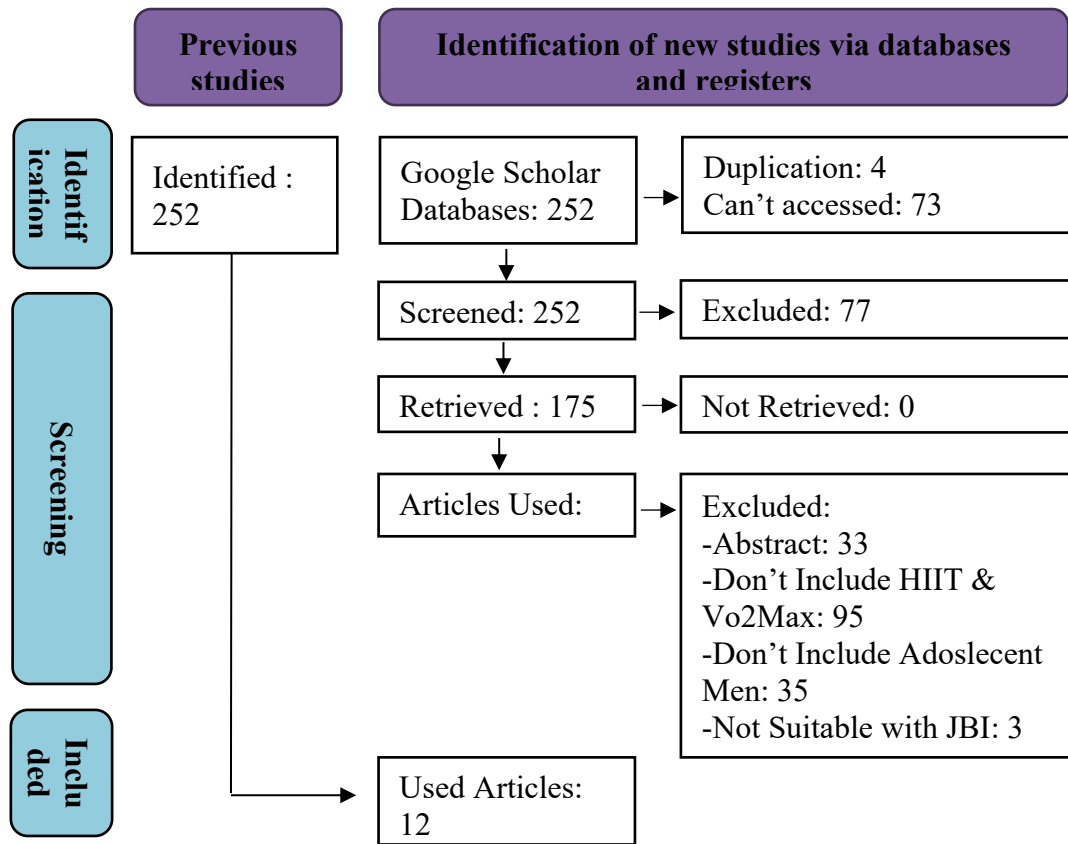 Previous
studies
Identification of new studies via databases
and registers
Identif
ication
Identified :
252
Google Scholar
Databases: 252
Duplication: 4
Can’t accessed: 73
Screening
Screened: 252
Excluded: 77
Retrieved : 175
Not Retrieved: 0
Articles Used:
Excluded:
-Abstract: 33
-Don’t Include HIIT &
Vo2Max: 95
-Don’t Include Adoslecent
Men: 35
-Not Suitable with JBI: 3
Inclu
ded
Used Articles:
12